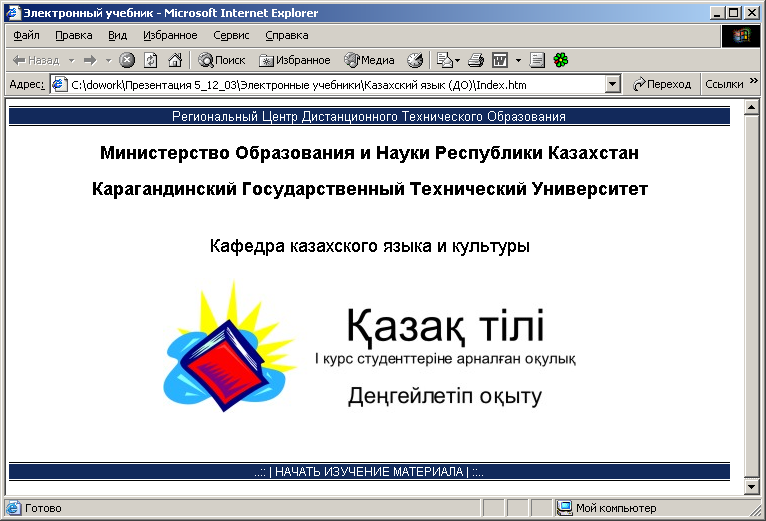 Электронный учебник - Microsoft Internet Explorer
Файл Правка Вид Избранное Сервис Справка
Назад Поиск Избранное Медиа
Адрес: C:\dowork\Презентация 5_12_03\Электронные учебники\Казахский язык (ДО)\Index.htm Переход Ссылки »
Региональный Центр Дистанционного Технического Образования
Министерство Образования и Науки Республики Казахстан
Карагандинский Государственный Технический Университет
Кафедра казахского языка и культуры
Қазақ тілі
I курс студенттеріне арналған оқулық
Деңгейлетіп оқыту
..:: | НАЧАТЬ ИЗУЧЕНИЕ МАТЕРИАЛА | ::..
Готово Мой компьютер